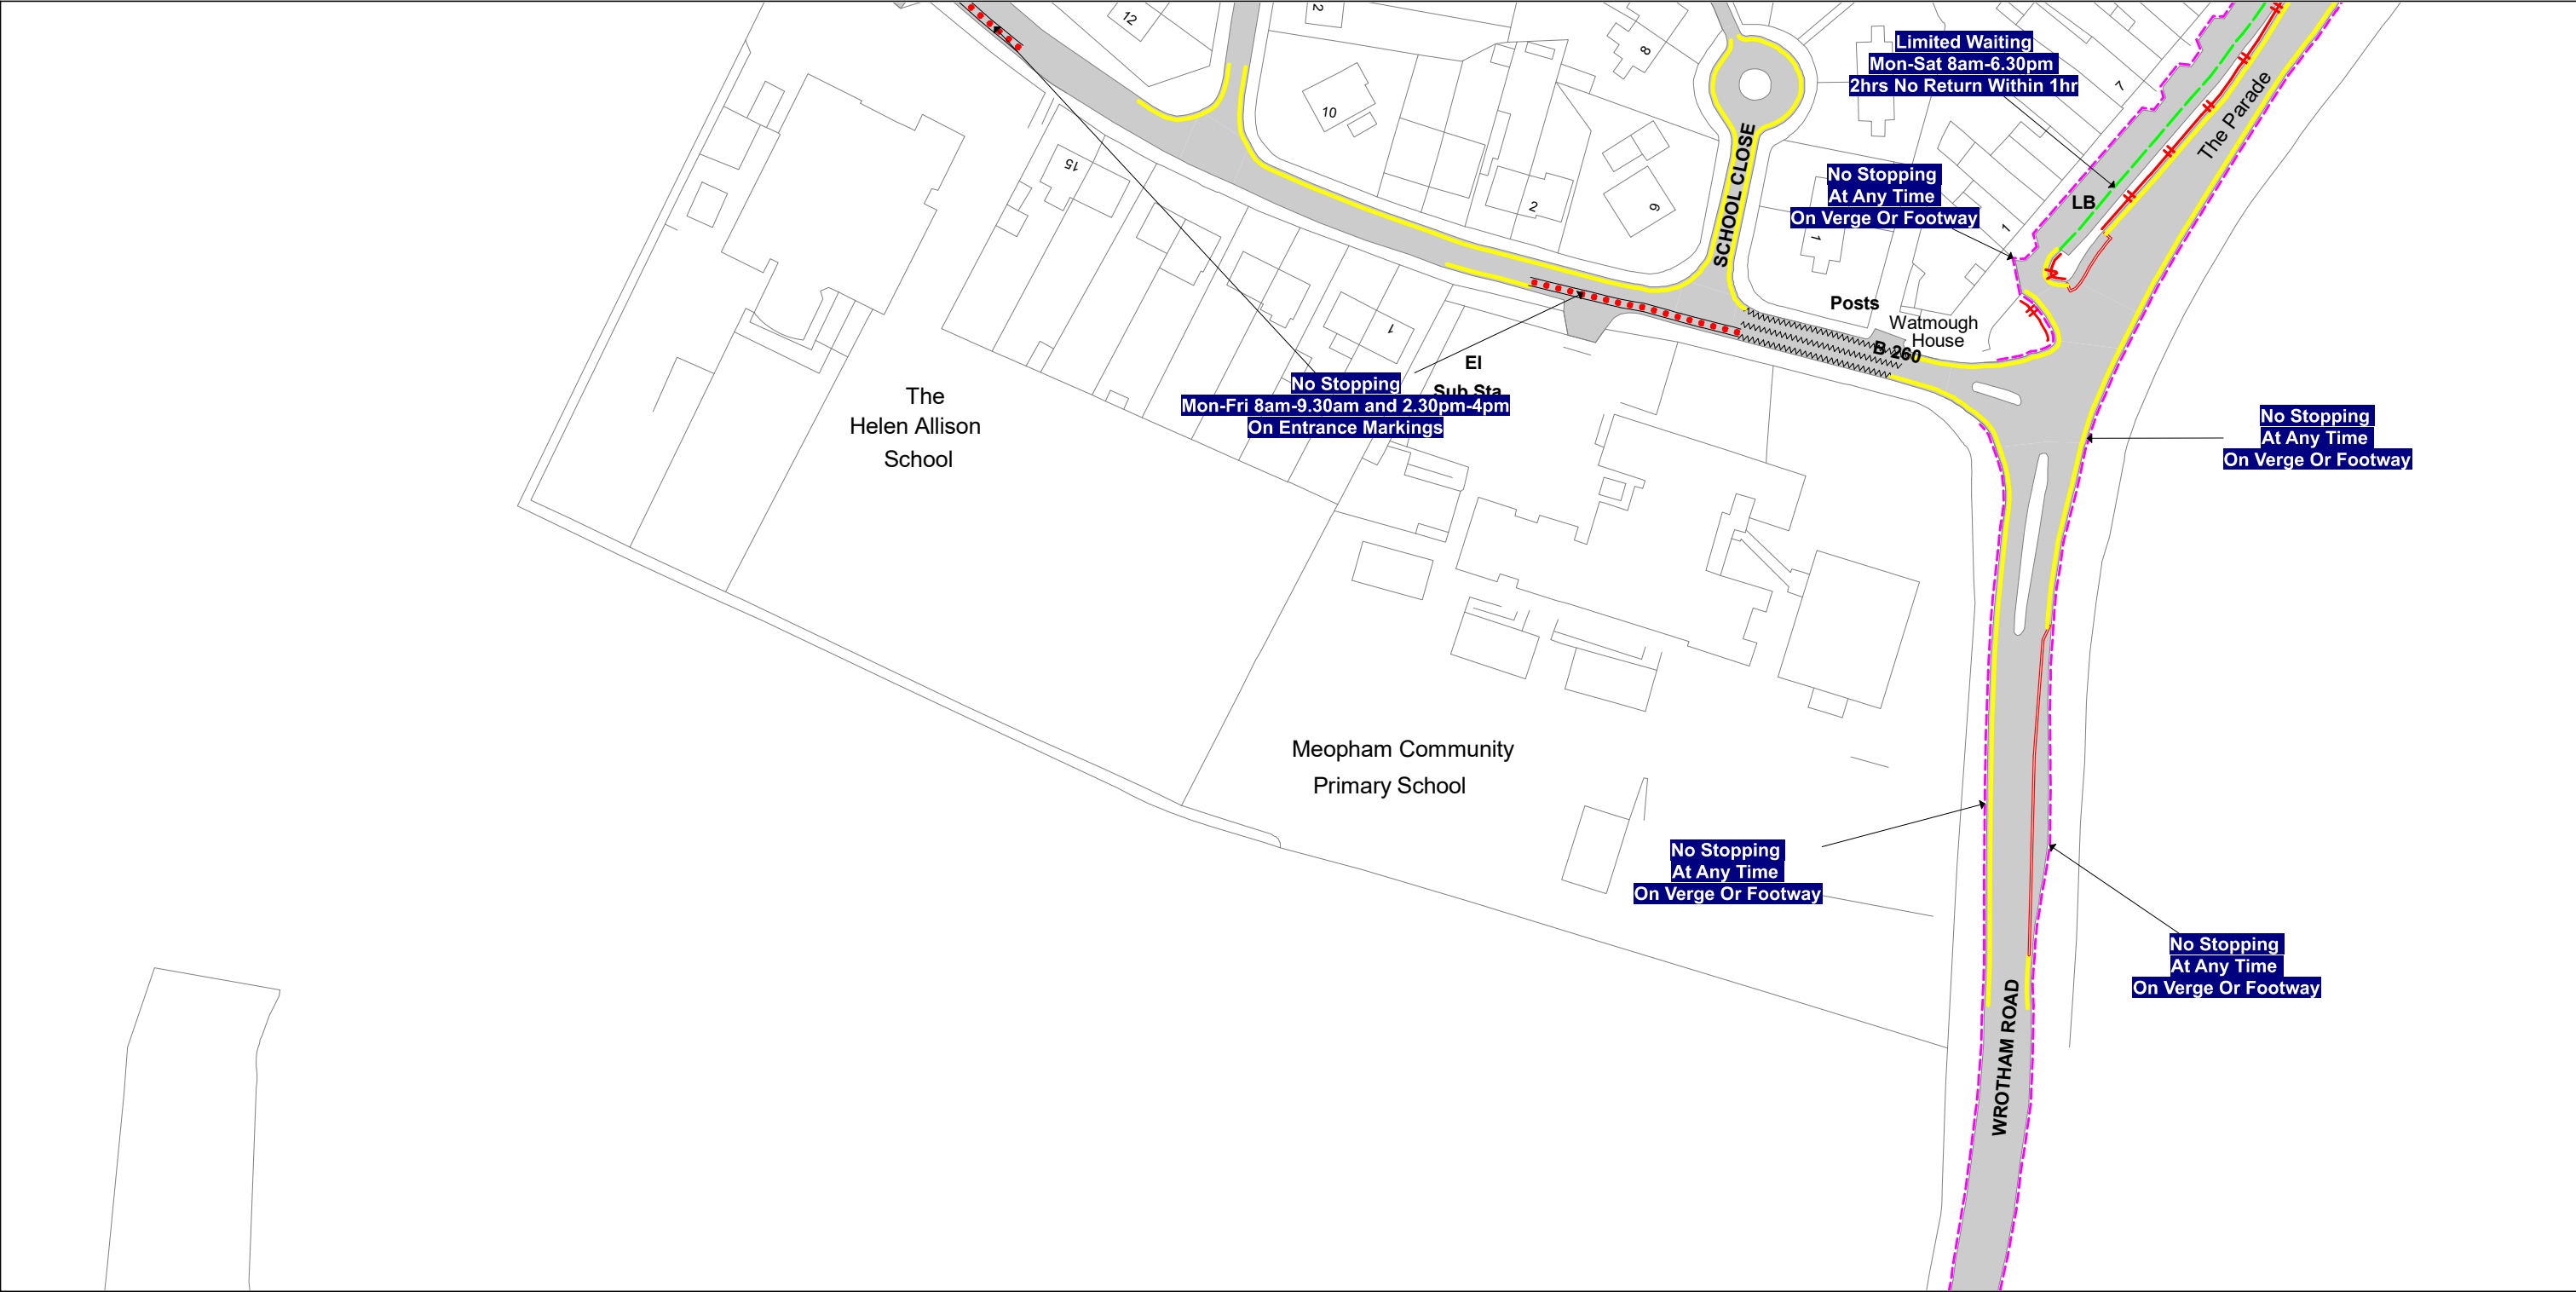 12
2
8
10
15
2
9
1
1
7
1
Limited Waiting
Mon-Sat 8am-6.30pm
2hrs No Return Within 1hr
The Parade
SCHOOL CLOSE
No Stopping
At Any Time
On Verge Or Footway
LB
Posts
Watmough
House
B 260
El
Sub Sta
No Stopping
Mon-Fri 8am-9.30am and 2.30pm-4pm
On Entrance Markings
The
Helen Allison
School
No Stopping
At Any Time
On Verge Or Footway
Meopham Community
Primary School
No Stopping
At Any Time
On Verge Or Footway
No Stopping
At Any Time
On Verge Or Footway
WROTHAM ROAD